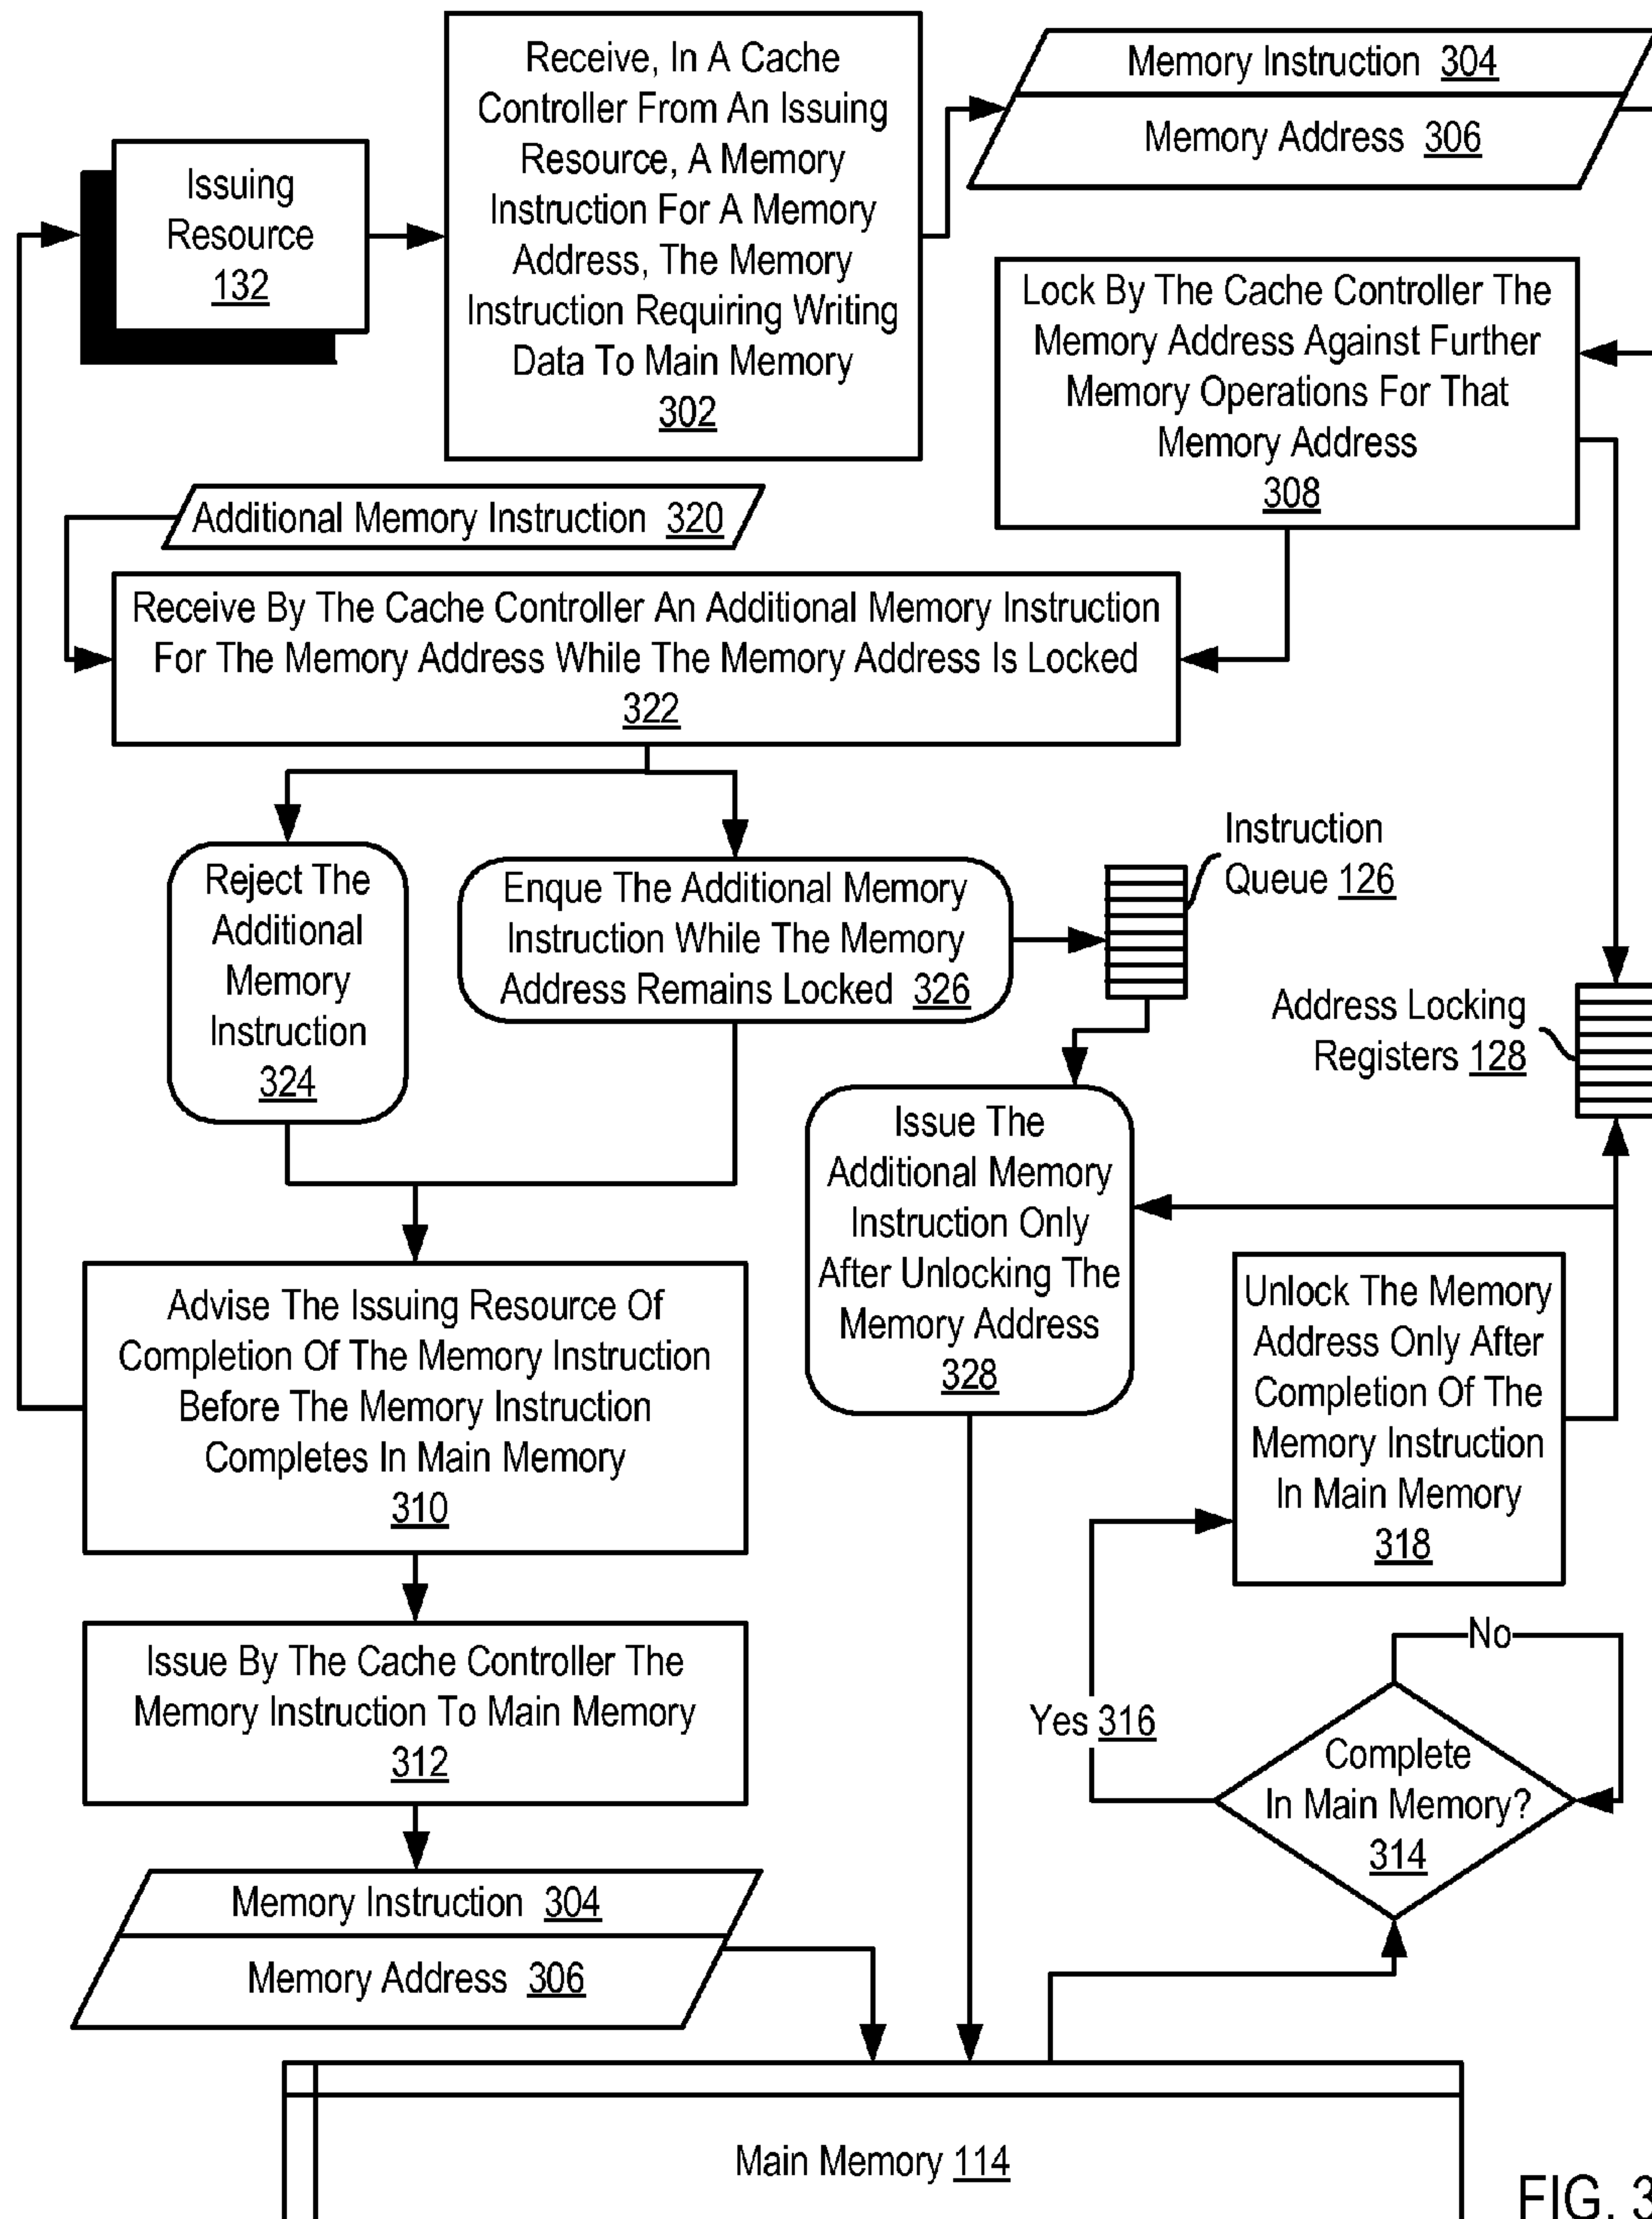 Receive, In A Cache
Controller From An Issuing
Resource, A Memory
Instruction For A Memory
Address, The Memory
Instruction Requiring Writing
Data To Main Memory
302
Memory Instruction 304
Memory Address 306
Issuing
Resource
132
Lock By The Cache Controller The
Memory Address Against Further
Memory Operations For That
Memory Address
308
Additional Memory Instruction 320
Receive By The Cache Controller An Additional Memory Instruction
For The Memory Address While The Memory Address Is Locked
322
Reject The
Additional
Memory
Instruction
324
Enque The Additional Memory
Instruction While The Memory
Address Remains Locked 326
Instruction
Queue 126
Address Locking
Registers 128
Issue The
Additional Memory
Instruction Only
After Unlocking The
Memory Address
328
Advise The Issuing Resource Of
Completion Of The Memory Instruction
Before The Memory Instruction
Completes In Main Memory
310
Unlock The Memory
Address Only After
Completion Of The
Memory Instruction
In Main Memory
318
Issue By The Cache Controller The
Memory Instruction To Main Memory
312
No
Yes 316
Complete
In Main Memory?
314
Memory Instruction 304
Memory Address 306
Main Memory 114
FIG. 3